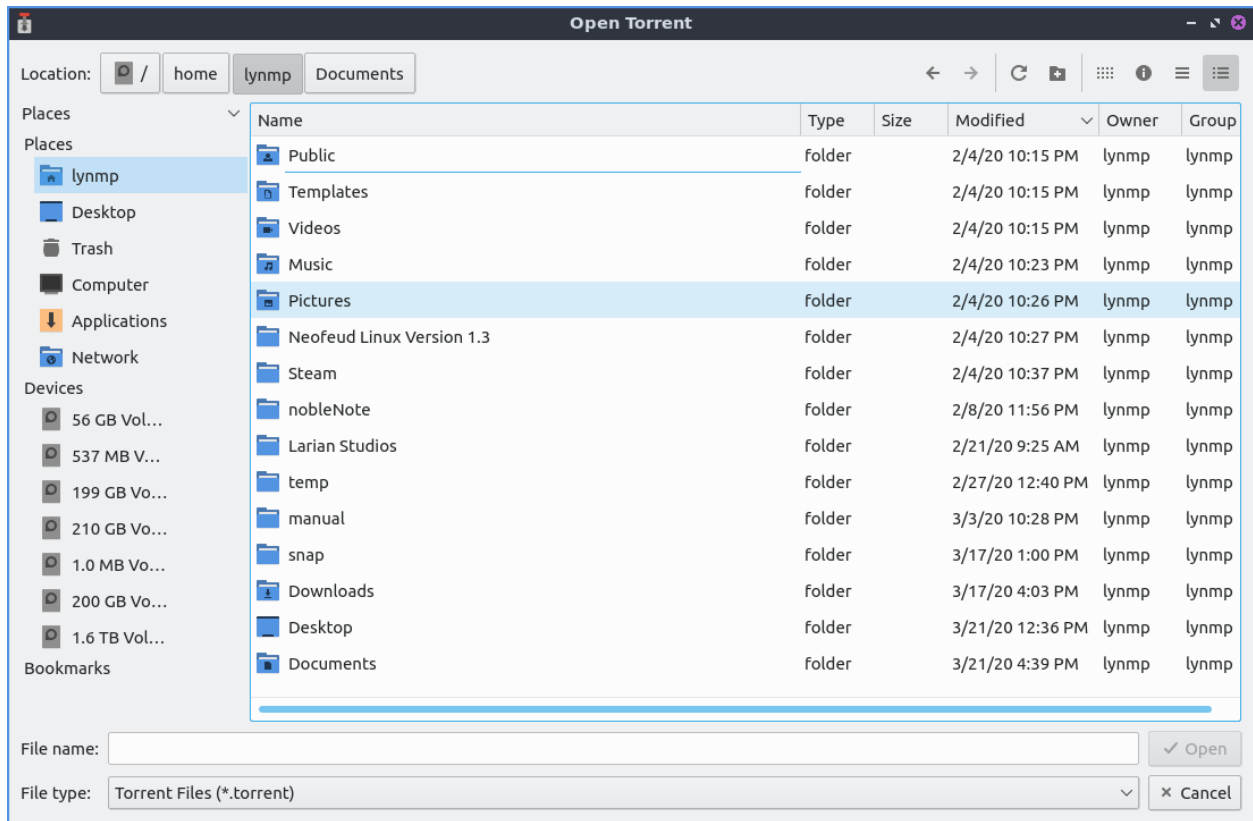 Open Torrent
Location: / home lynmp Documents
Places
Places
lynmp
Desktop
Trash
Computer
Applications
Network
Devices
56 GB Vol...
537 MB V...
199 GB Vo...
210 GB Vo...
1.0 MB Vo...
200 GB Vo...
1.6 TB Vol...
Bookmarks
Name Type Size Modified Owner Group
Public folder 2/4/20 10:15 PM lynmp lynmp
Templates folder 2/4/20 10:15 PM lynmp lynmp
Videos folder 2/4/20 10:15 PM lynmp lynmp
Music folder 2/4/20 10:23 PM lynmp lynmp
Pictures folder 2/4/20 10:26 PM lynmp lynmp
Neofeud Linux Version 1.3 folder 2/4/20 10:27 PM lynmp lynmp
Steam folder 2/4/20 10:37 PM lynmp lynmp
nobleNote folder 2/8/20 11:56 PM lynmp lynmp
Larian Studios folder 2/21/20 9:25 AM lynmp lynmp
temp folder 2/27/20 12:40 PM lynmp lynmp
manual folder 3/3/20 10:28 PM lynmp lynmp
snap folder 3/17/20 1:00 PM lynmp lynmp
Downloads folder 3/17/20 4:03 PM lynmp lynmp
Desktop folder 3/21/20 12:36 PM lynmp lynmp
Documents folder 3/21/20 4:39 PM lynmp lynmp
File name: Open
File type: Torrent Files (*.torrent) Cancel